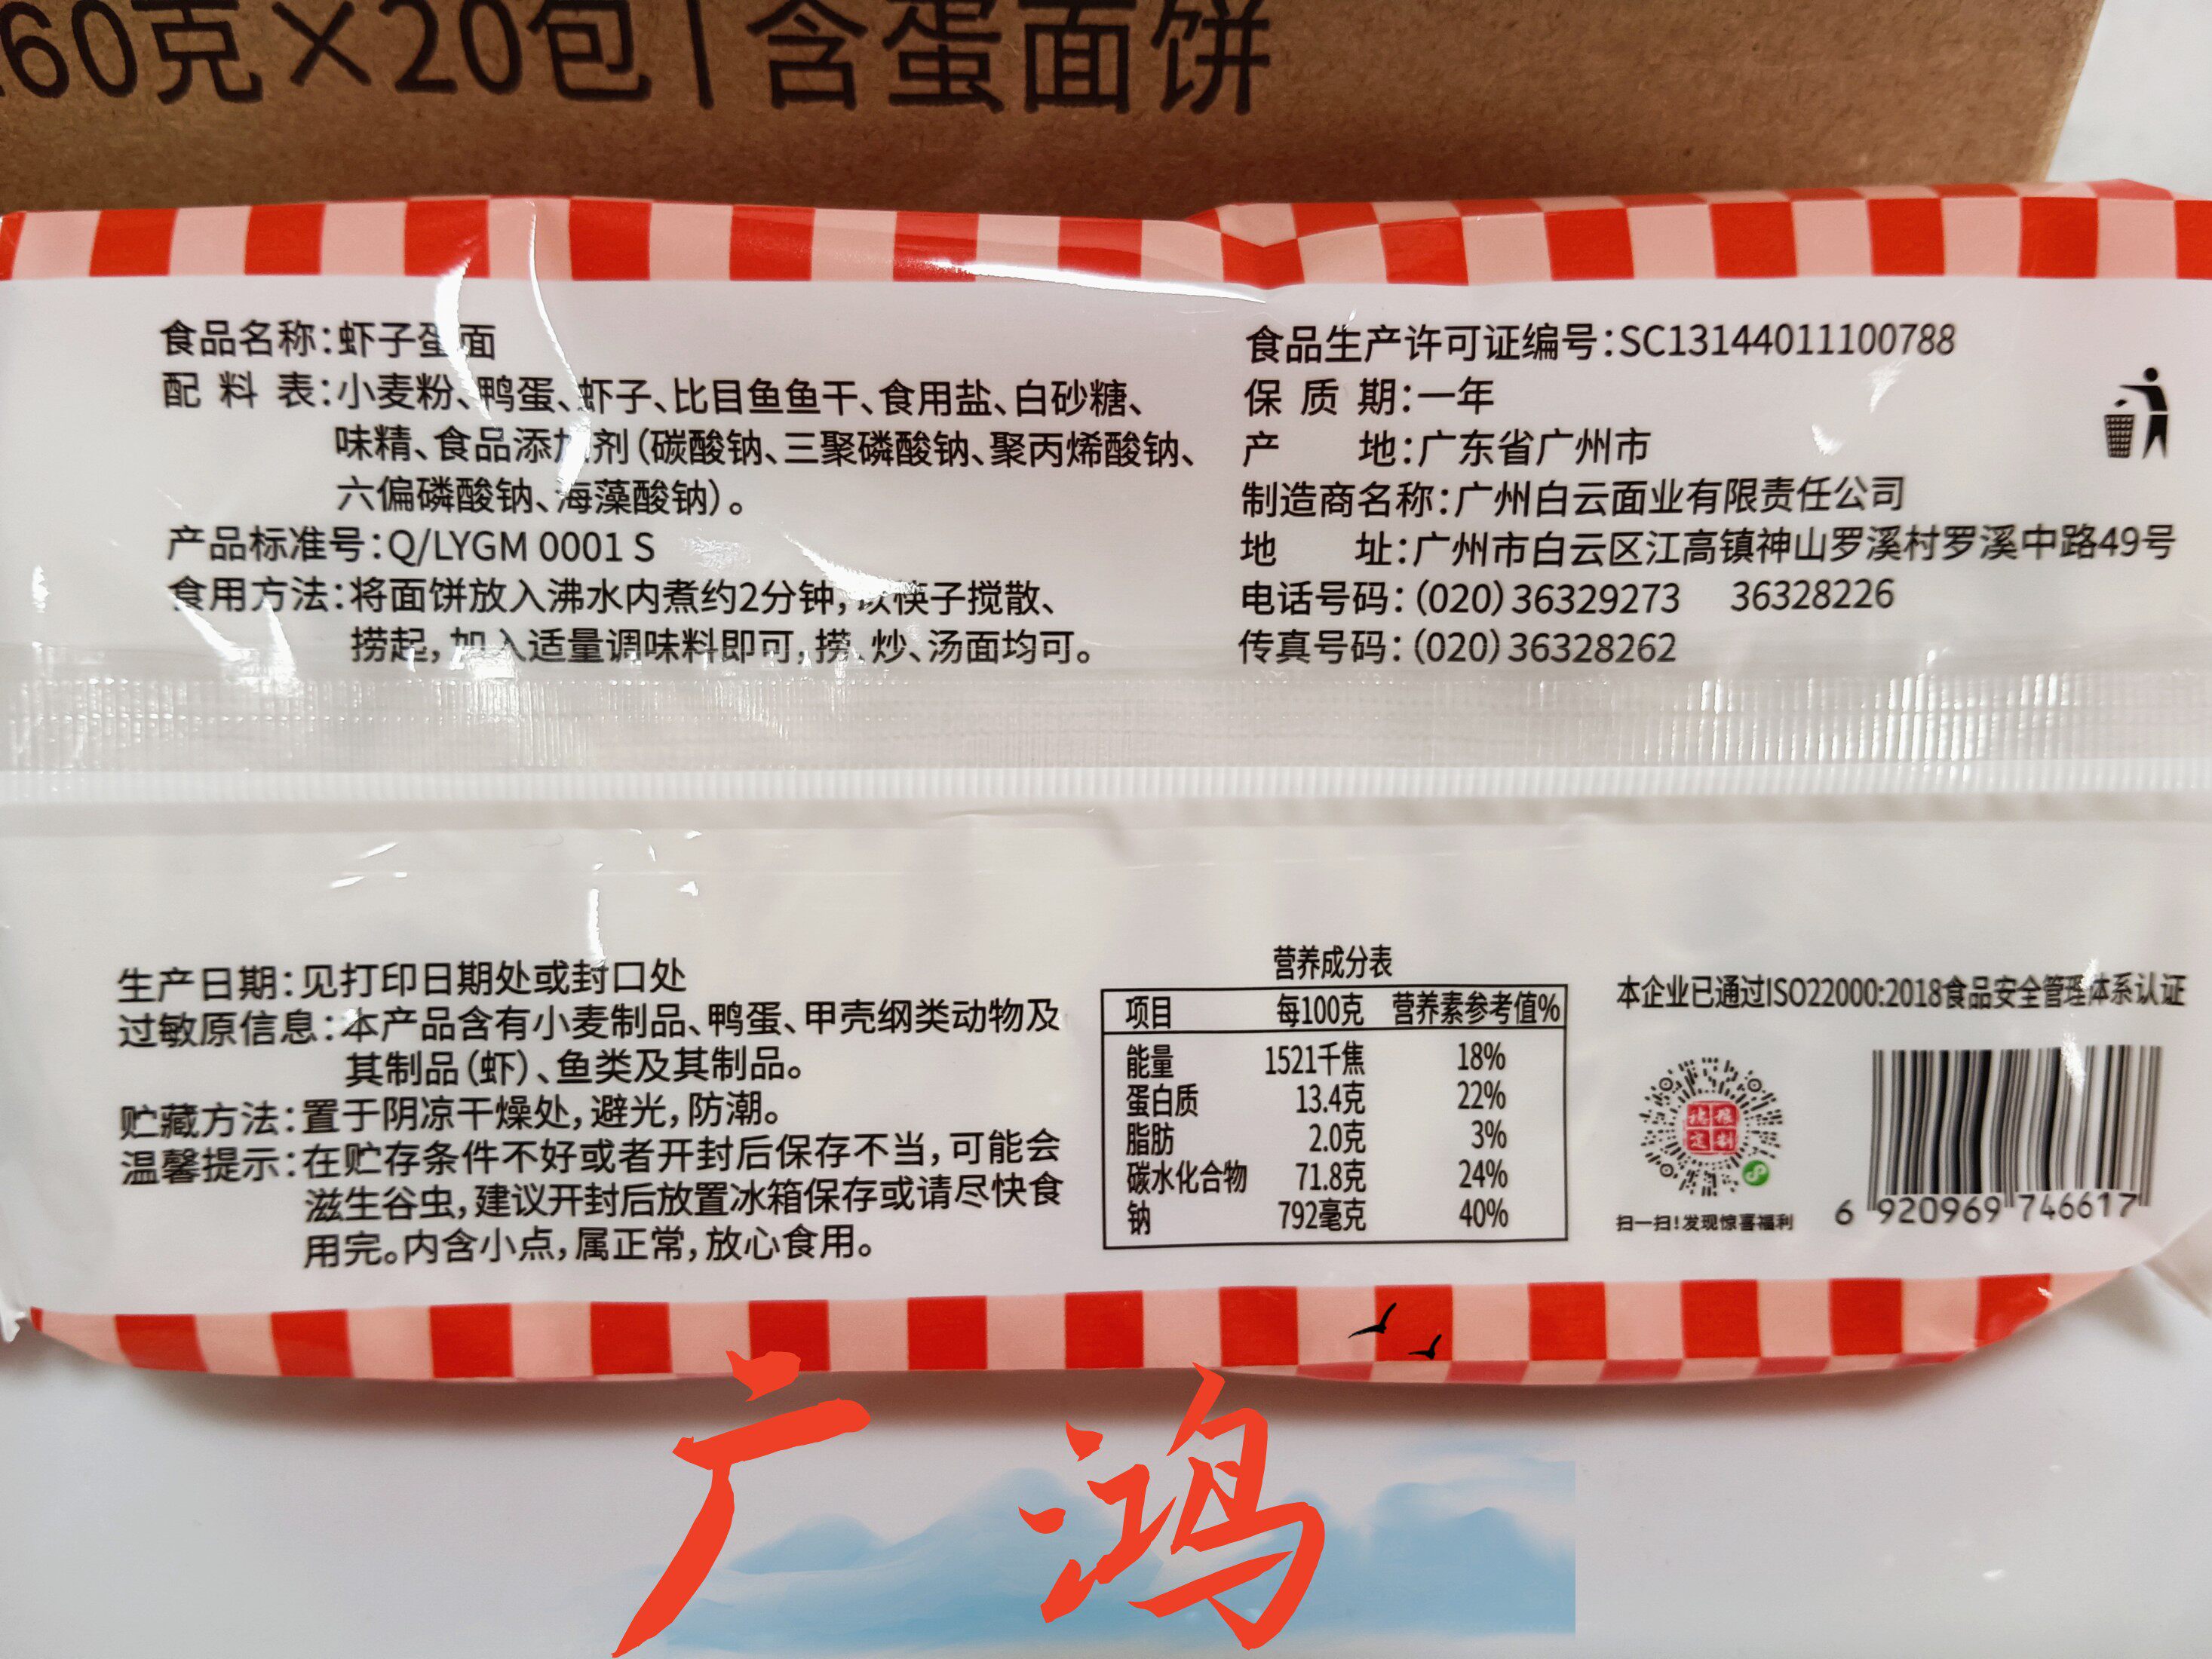 60克×20包|含蛋面饼
食品名称:虾子蛋面
配料表:小麦粉、鸭蛋、虾子、比目鱼鱼干、食用盐、白砂糖、
味精、食品添加剂(碳酸钠、三聚磷酸钠、聚丙烯酸钠、
六偏磷酸钠、海藻酸钠)。
产品标准号:Q/LYGM 0001 S
食用方法:将面饼放入沸水内煮约2分钟,以筷子搅散、
捞起,加入适量调味料即可,捞、炒、汤面均可。
食品生产许可证编号:SC13144011100788
保质期:一年
产地:广东省广州市
制造商名称:广州白云面业有限责任公司
地址:广州市白云区江高镇神山罗溪村罗溪中路49号
电话号码:(020)36329273 36328226
传真号码:(020)36328262
生产日期:见打印日期处或封口处
过敏原信息:本产品含有小麦制品、鸭蛋、甲壳纲类动物及
其制品(虾)、鱼类及其制品。
贮藏方法:置于阴凉干燥处,避光,防潮。
温馨提示:在贮存条件不好或者开封后保存不当,可能会
滋生谷虫,建议开封后放置冰箱保存或请尽快食
用完。内含小点,属正常,放心食用。
营养成分表
项目 每100克 营养素参考值%
能量 1521千焦 18%
蛋白质 13.4克 22%
脂肪 2.0克 3%
碳水化合物 71.8克 24%
钠 792毫克 40%
本企业已通过ISO22000:2018食品安全管理体系认证
扫一扫!发现惊喜福利
6 920969 746617
广鸿